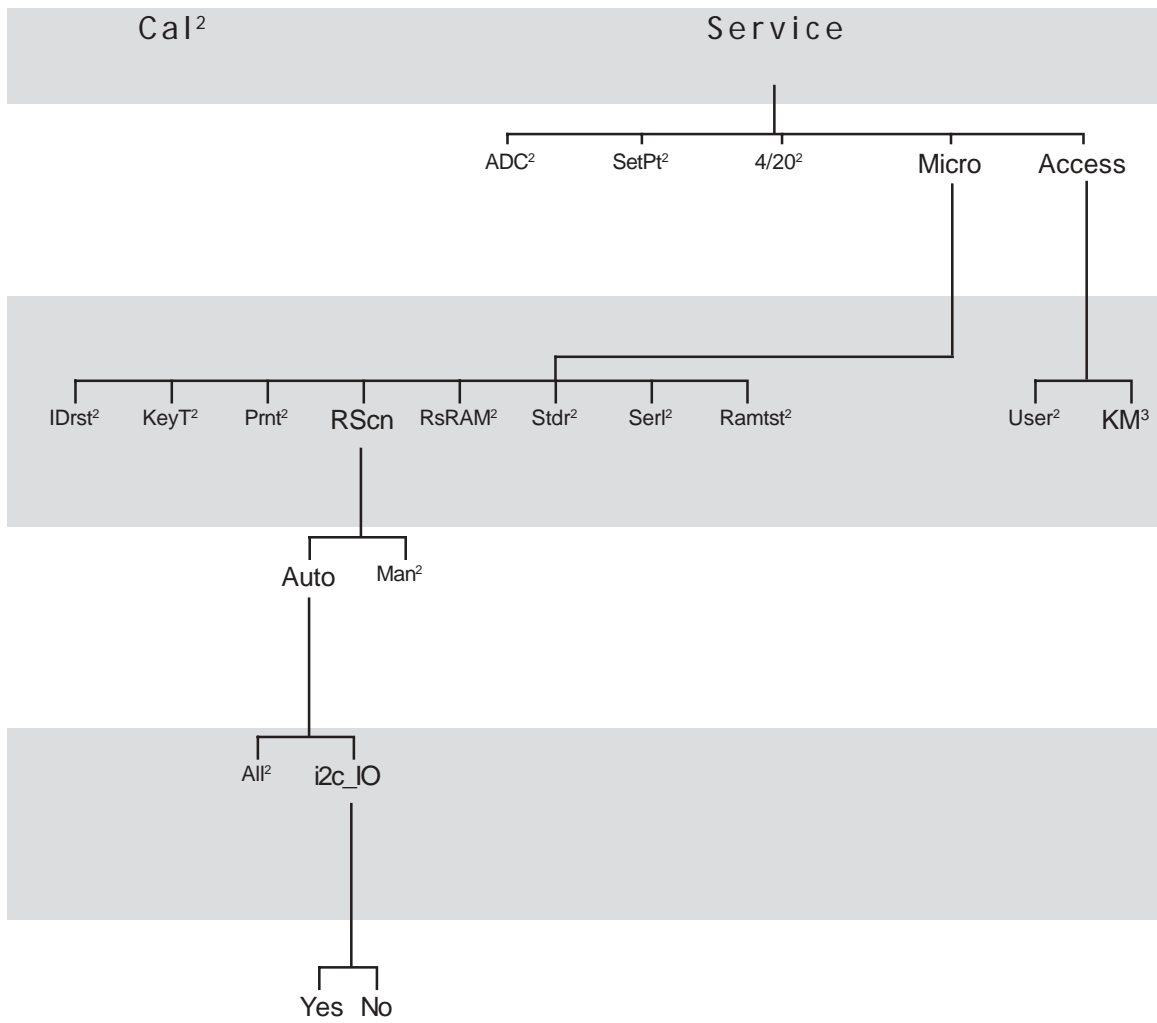 Cal² Service
ADC² SetPt² 4/20² Micro Access
IDrst² KeyT² Prnt² RScn RsRAM² Stdr² Serl² Ramtst² User² KM³
Auto Man²
All² i2c_IO
Yes No